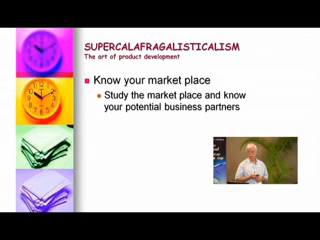 SUPERCALAFRAGALISTICALISM
The art of product development
Know your market place
Study the market place and know
your potential business partners